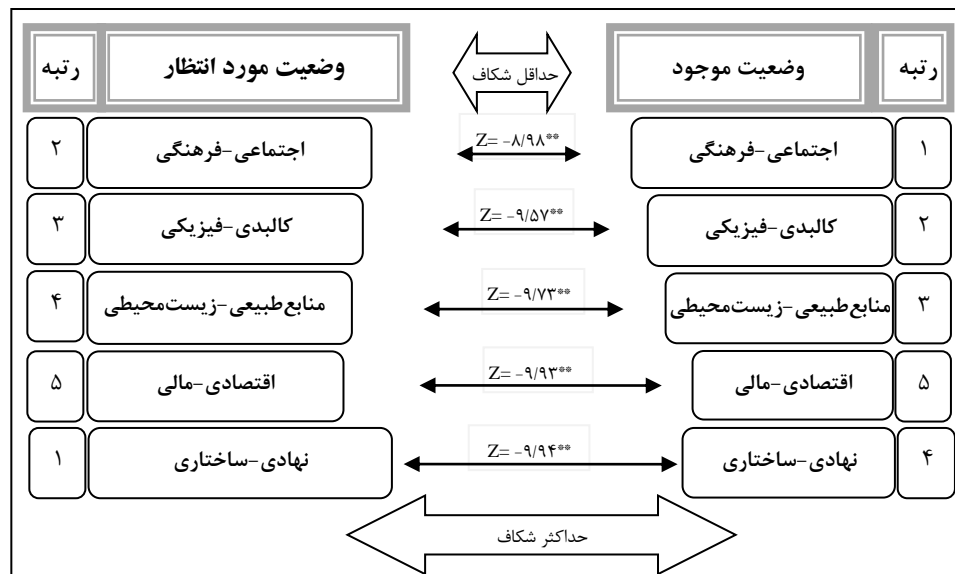 رتبه وضعیت موجود حداقل شکاف وضعیت مورد انتظار رتبه
۱ اجتماعی-فرهنگی Z= -۸/۹۸** اجتماعی-فرهنگی ۲
۲ کالبدی-فیزیکی Z= -۹/۵۷** کالبدی-فیزیکی ۳
۳ منابع‌طبیعی-زیست‌محیطی Z= -۹/۷۳** منابع‌طبیعی-زیست‌محیطی ۴
۵ اقتصادی-مالی Z= -۹/۹۳** اقتصادی-مالی ۵
۴ نهادی-ساختاری Z= -۹/۹۴** نهادی-ساختاری ۱
حداکثر شکاف